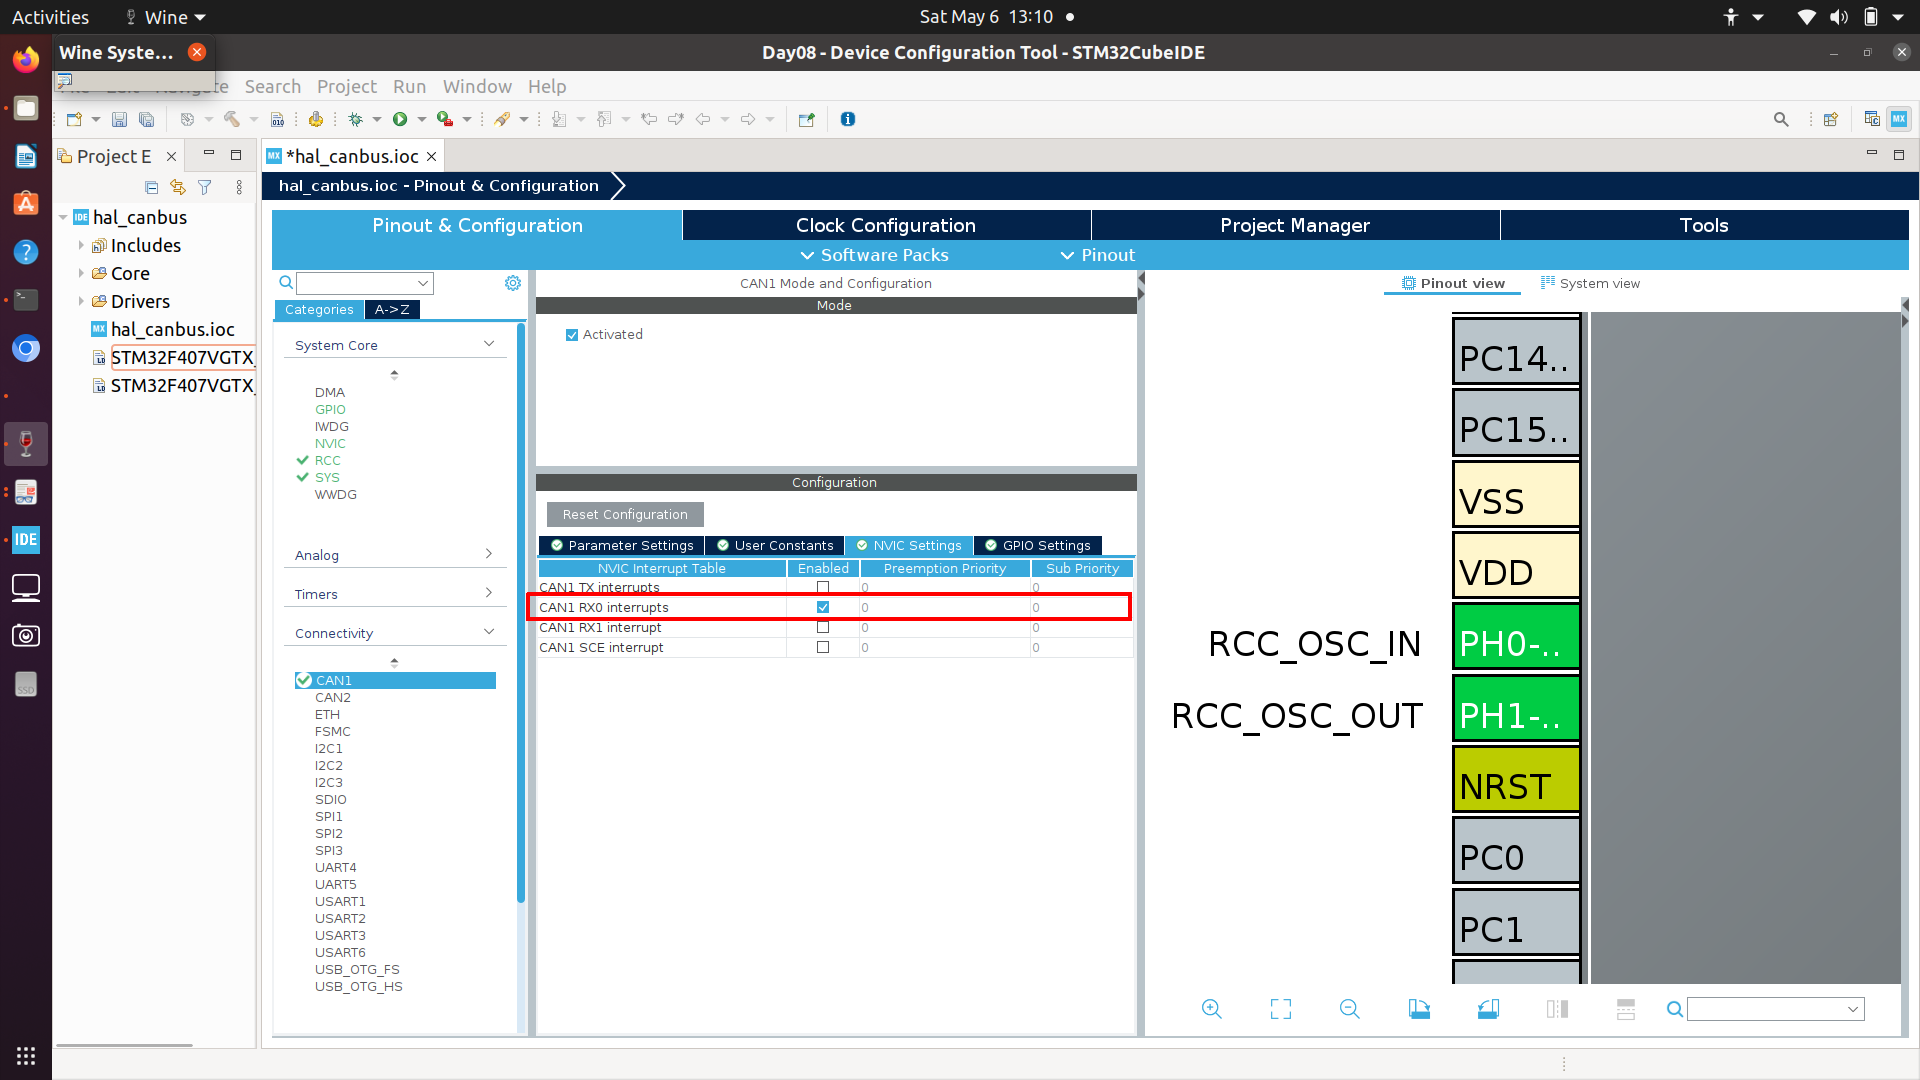 Activities
Wine
Sat May 6 13:10
Wine Syste...
Day08 - Device Configuration Tool - STM32CubeIDE
Search
Project
Run
Window
Help
Project E
*hal_canbus.ioc
hal_canbus.ioc - Pinout & Configuration
hal_canbus
Includes
Core
Drivers
hal_canbus.ioc
STM32F407VGTX_
STM32F407VGTX_
Pinout & Configuration
Clock Configuration
Project Manager
Tools
Software Packs
Pinout
Categories
A->Z
System Core
DMA
GPIO
IWDG
NVIC
RCC
SYS
WWDG
Analog
Timers
Connectivity
CAN1
CAN2
ETH
FSMC
I2C1
I2C2
I2C3
SDIO
SPI1
SPI2
SPI3
UART4
UART5
USART1
USART2
USART3
USART6
USB_OTG_FS
USB_OTG_HS
CAN1 Mode and Configuration
Mode
Activated
Configuration
Reset Configuration
Parameter Settings
User Constants
NVIC Settings
GPIO Settings
NVIC Interrupt Table Enabled Preemption Priority Sub Priority
CAN1 TX interrupts 0 0
CAN1 RX0 interrupts 0 0
CAN1 RX1 interrupt 0 0
CAN1 SCE interrupt 0 0
Pinout view
System view
PC14..
PC15..
VSS
VDD
RCC_OSC_IN PH0-..
RCC_OSC_OUT PH1-..
NRST
PC0
PC1
IDE
MX
SSD